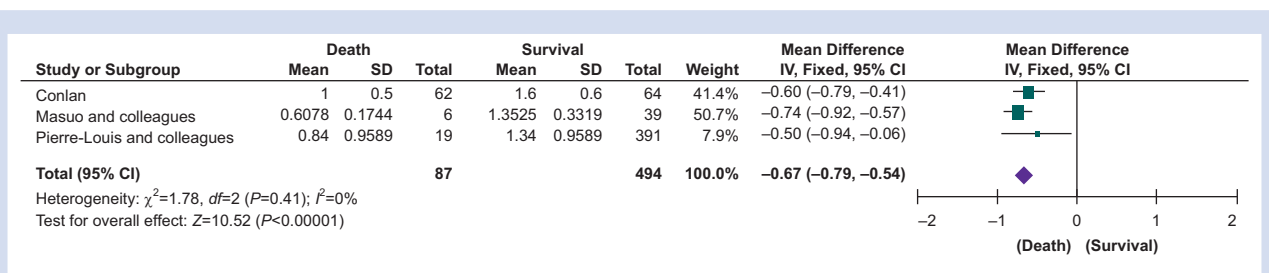 Death Survival Mean Difference Mean Difference
Study or Subgroup Mean SD Total Mean SD Total Weight IV, Fixed, 95% CI IV, Fixed, 95% CI
Conlan 1 0.5 62 1.6 0.6 64 41.4% −0.60 (−0.79, −0.41)
Masuo and colleagues 0.6078 0.1744 6 1.3525 0.3319 39 50.7% −0.74 (−0.92, −0.57)
Pierre-Louis and colleagues 0.84 0.9589 19 1.34 0.9589 391 7.9% −0.50 (−0.94, −0.06)
Total (95% CI) 87 494 100.0% −0.67 (−0.79, −0.54)
Heterogeneity: χ²=1.78, df=2 (P=0.41); I²=0%
Test for overall effect: Z=10.52 (P<0.00001)
−2 −1 0 1 2
(Death) (Survival)